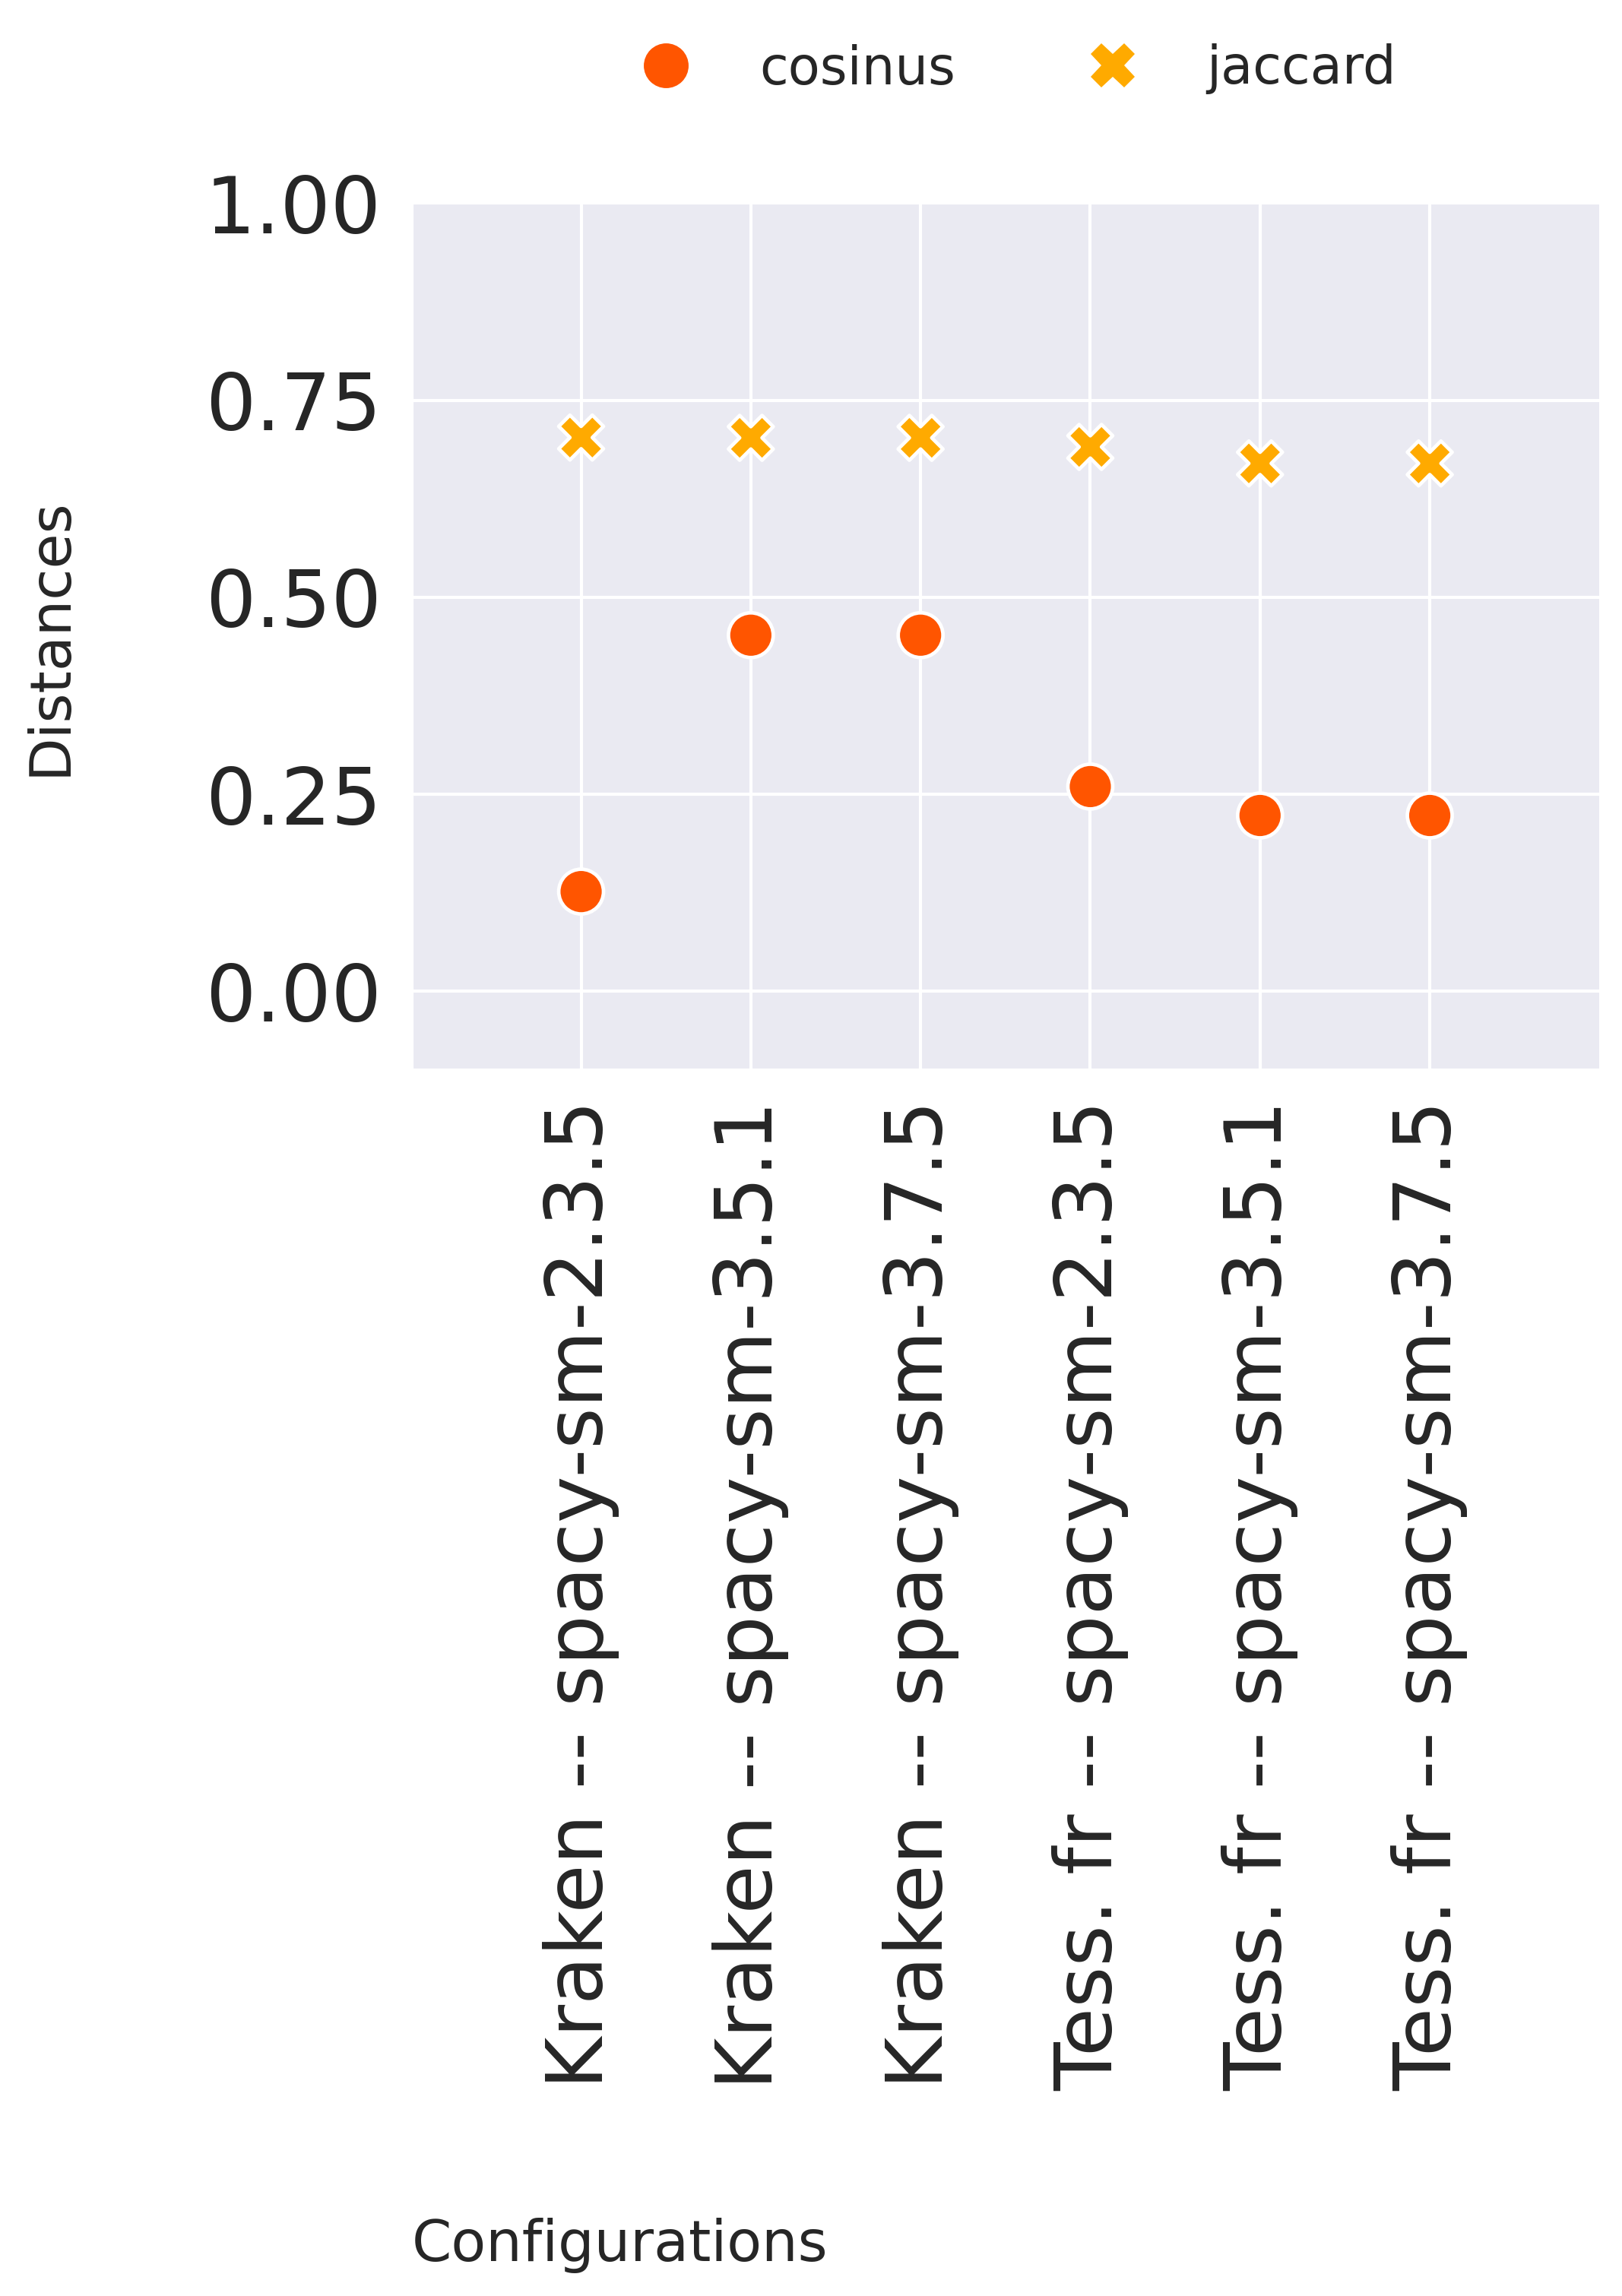 cosinus jaccard
1.00
0.75
0.50
0.25
0.00
Distances
Kraken -- spacy-sm-2.3.5
Kraken -- spacy-sm-3.5.1
Kraken -- spacy-sm-3.7.5
Tess. fr -- spacy-sm-2.3.5
Tess. fr -- spacy-sm-3.5.1
Tess. fr -- spacy-sm-3.7.5
Configurations